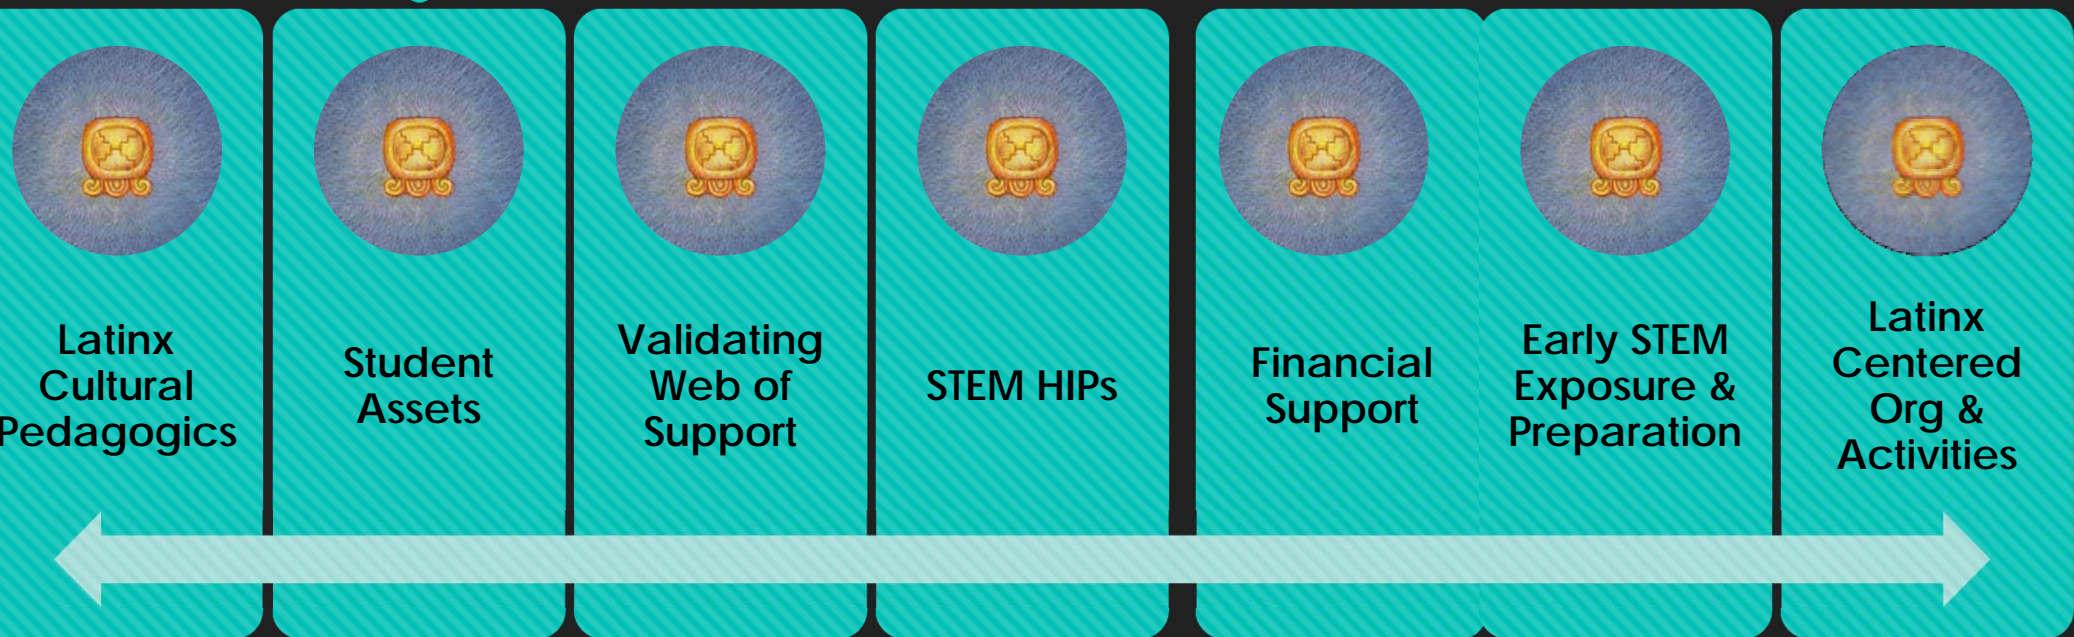 Latinx
Cultural
Pedagogics
Student
Assets
Validating
Web of
Support
STEM HIPs
Financial
Support
Early STEM
Exposure &
Preparation
Latinx
Centered
Org &
Activities